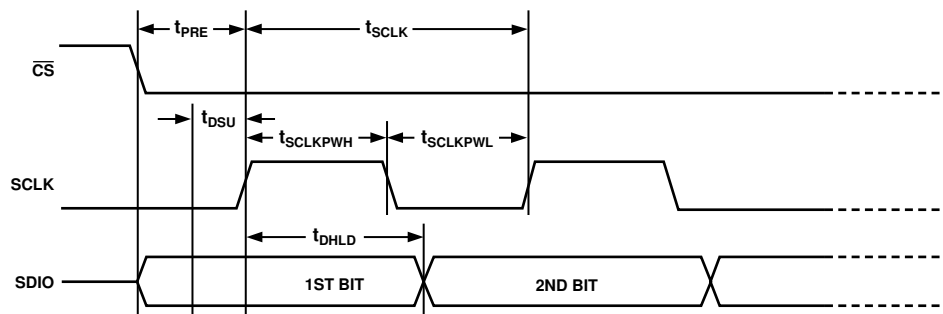 tPRE
tSCLK
CS
tDSU
tSCLKPWH
tSCLKPWL
SCLK
tDHLD
SDIO
1ST BIT
2ND BIT